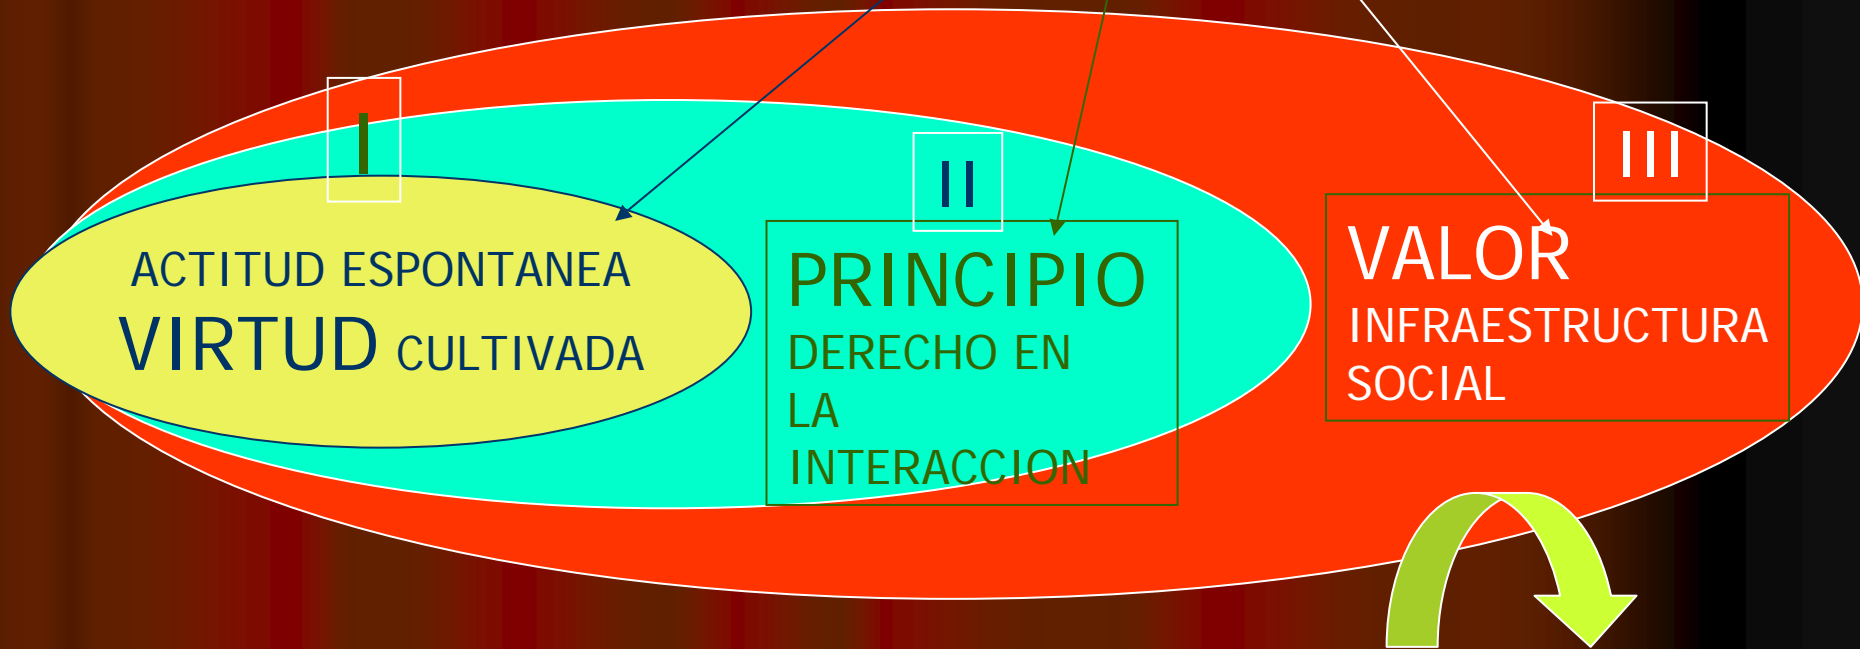 I
ACTITUD ESPONTANEA
VIRTUD CULTIVADA
II
PRINCIPIO
DERECHO EN
LA
INTERACCION
III
VALOR
INFRAESTRUCTURA
SOCIAL